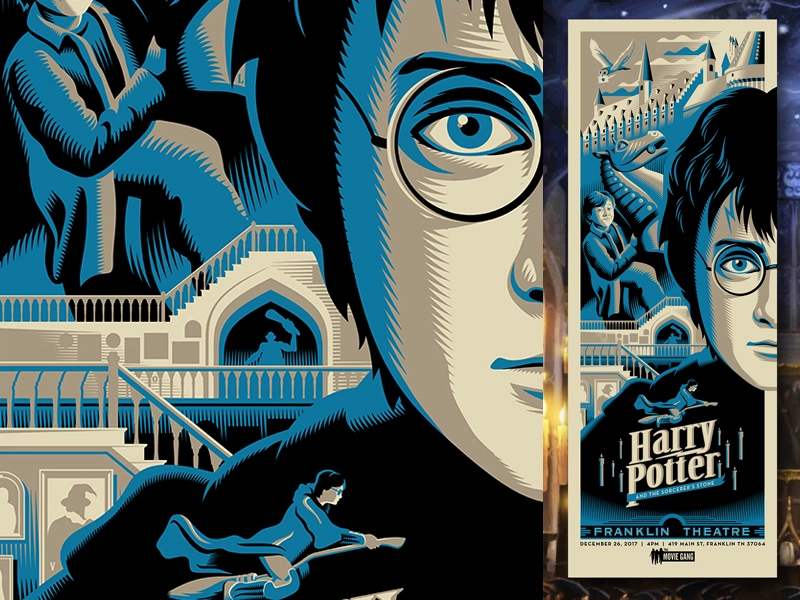 Harry
Potter
AND THE SORCERER'S STONE
FRANKLIN THEATRE
DECEMBER 26, 2017 | 4PM | 419 MAIN ST, FRANKLIN TN 37064
THE MOVIE GANG